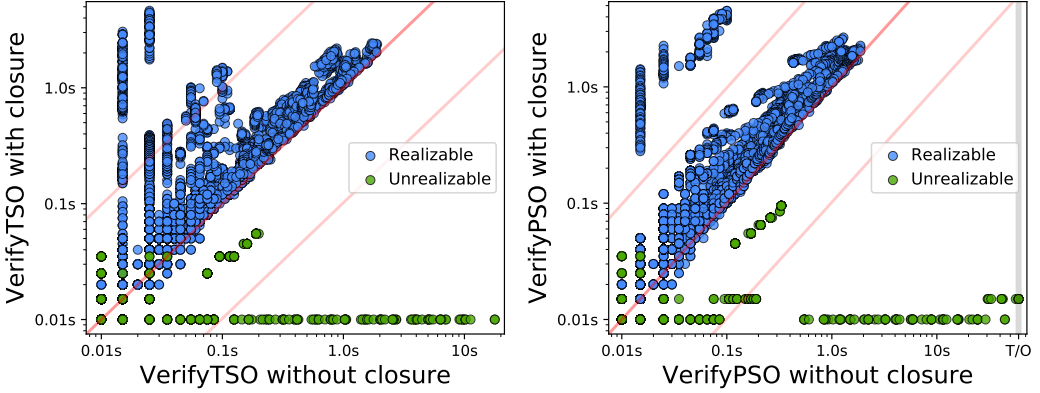 VerifyTSO with closure
1.0s
0.1s
0.01s
Realizable
Unrealizable
0.01s 0.1s 1.0s 10s
VerifyTSO without closure
VerifyPSO with closure
1.0s
0.1s
0.01s
Realizable
Unrealizable
0.01s 0.1s 1.0s 10s T/O
VerifyPSO without closure